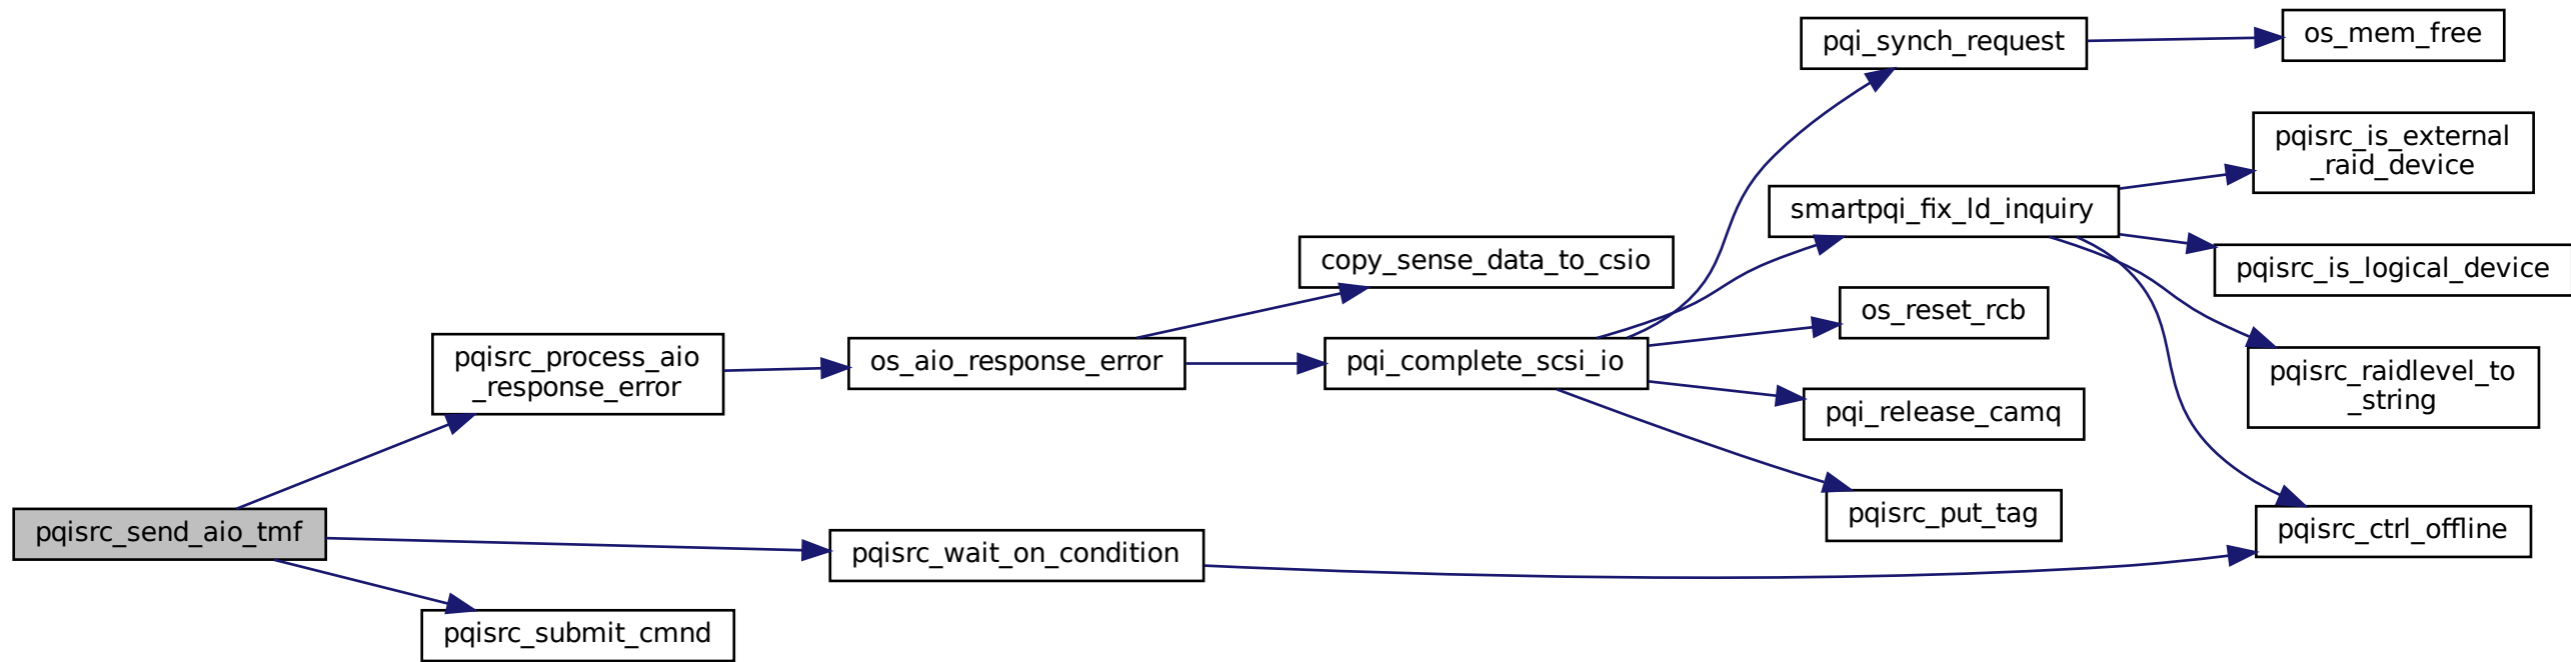 pqi_synch_request
os_mem_free
pqisrc_is_external
_raid_device
smartpqi_fix_ld_inquiry
copy_sense_data_to_csio
pqisrc_is_logical_device
os_reset_rcb
pqisrc_process_aio
_response_error
os_aio_response_error
pqi_complete_scsi_io
pqisrc_raidlevel_to
_string
pqi_release_camq
pqisrc_put_tag
pqisrc_send_aio_tmf
pqisrc_wait_on_condition
pqisrc_ctrl_offline
pqisrc_submit_cmnd